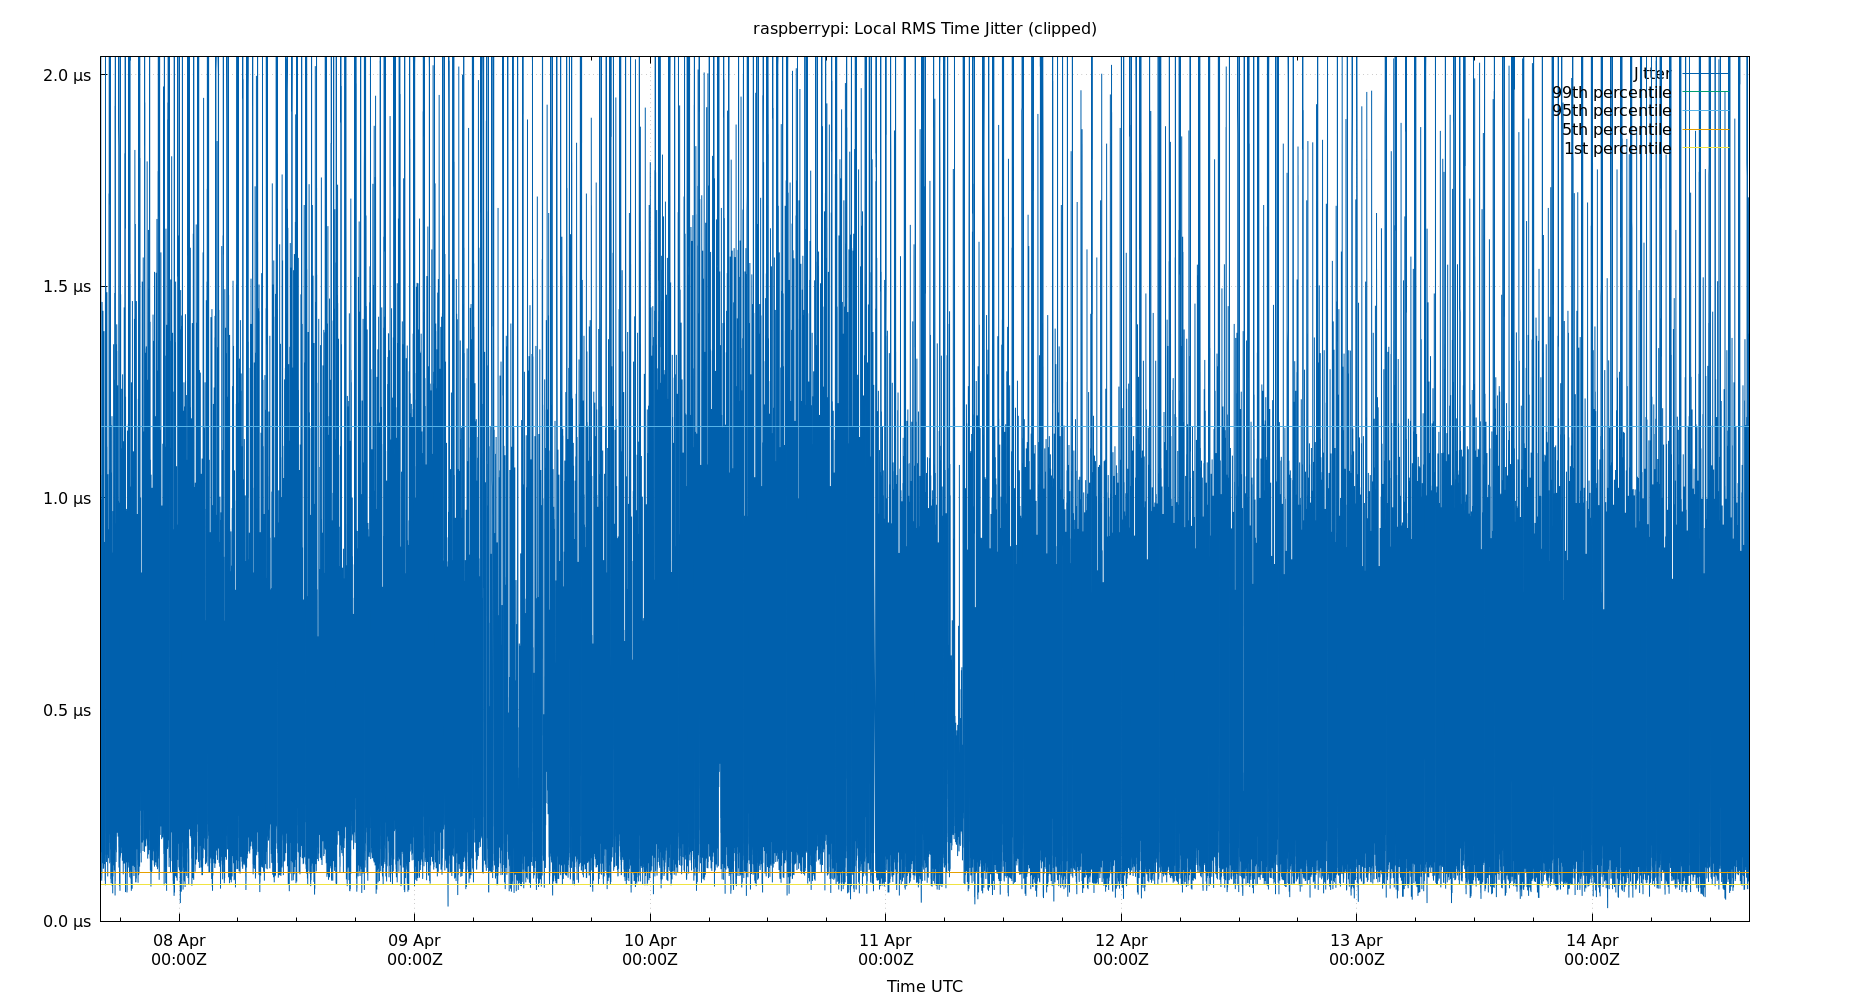 raspberrypi: Local RMS Time Jitter (clipped)
2.0 μs
1.5 μs
1.0 μs
0.5 μs
0.0 μs
Jitter
99th percentile
95th percentile
5th percentile
1st percentile
08 Apr
00:00Z
09 Apr
00:00Z
10 Apr
00:00Z
11 Apr
00:00Z
12 Apr
00:00Z
13 Apr
00:00Z
14 Apr
00:00Z
Time UTC